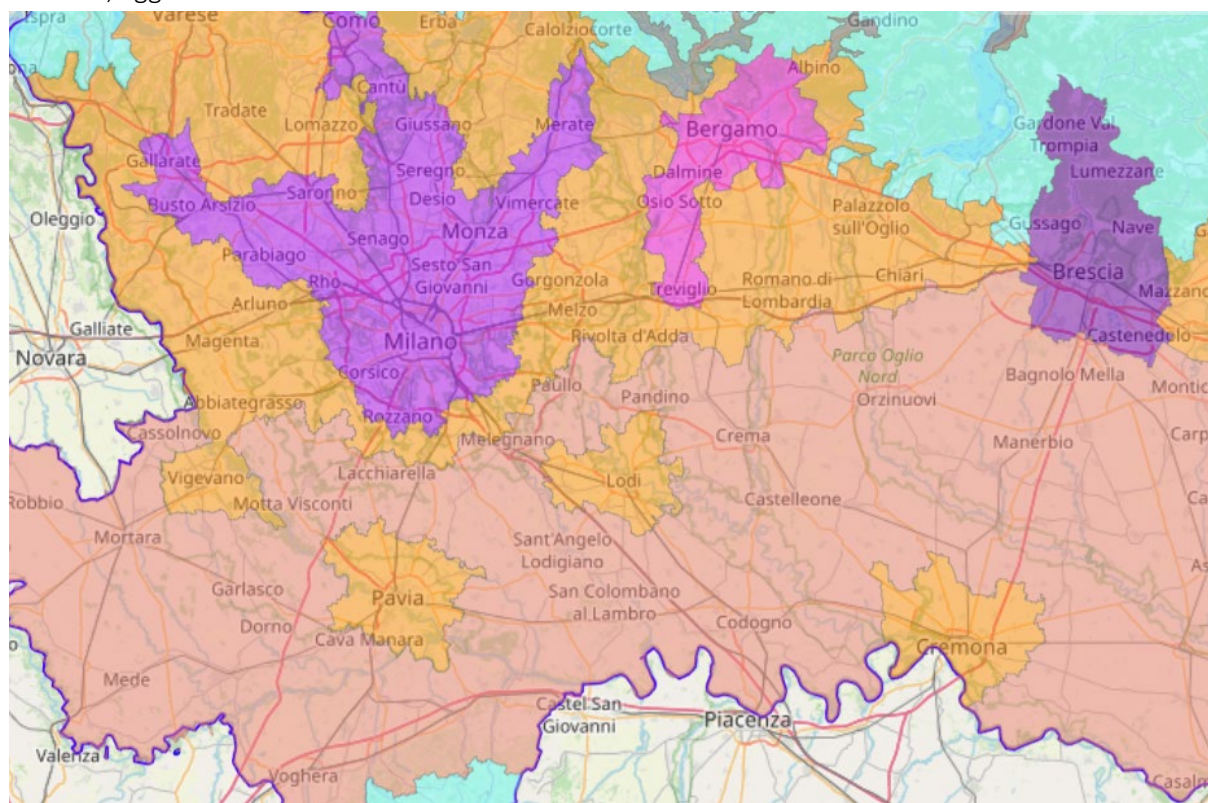 Ispra
Varese
Como
Erba
Calolziocorte
Gandino
Albino
Cantù
Tradate
Lomazzo
Giussano
Merate
Bergamo
Gardone Val
Trompia
Gallarate
Seregno
Dalmine
Lumezzane
Busto Arsizio
Saronno
Desio
Vimercate
Osio Sotto
Palazzolo
sull'Oglio
Oleggio
Senago
Monza
Gussago
Nave
Parabiago
Sesto San
Giovanni
Gorgonzola
Rhò
Treviglio
Romano di
Lombardia
Chiari
Brescia
Mazzano
Arluno
Melzo
Galliate
Magenta
Milano
Rivolta d'Adda
Castenedolo
Novara
Corsico
Parco Oglio
Nord
Bagnolo Mella
Paullo
Pandino
Orzinuovi
Abbiategrasso
Rozzano
Cassolnovo
Melegnano
Crema
Manerbio
Vigevano
Lacchiarella
Lodi
Robbio
Motta Visconti
Castelleone
Mortara
Sant'Angelo
Lodigiano
Garlasco
Pavia
San Colombano
al Lambro
Dorno
Codogno
Cava Manara
Cremona
Mede
Castel San
Giovanni
Piacenza
Valenza
Voghera